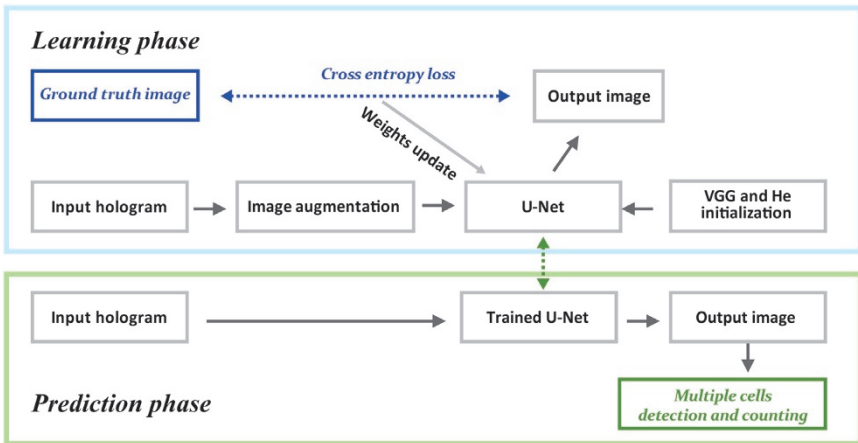 Learning phase
Cross entropy loss
Ground truth image
Output image
Weights update
Input hologram
Image augmentation
U-Net
VGG and He
initialization
Input hologram
Trained U-Net
Output image
Prediction phase
Multiple cells
detection and counting